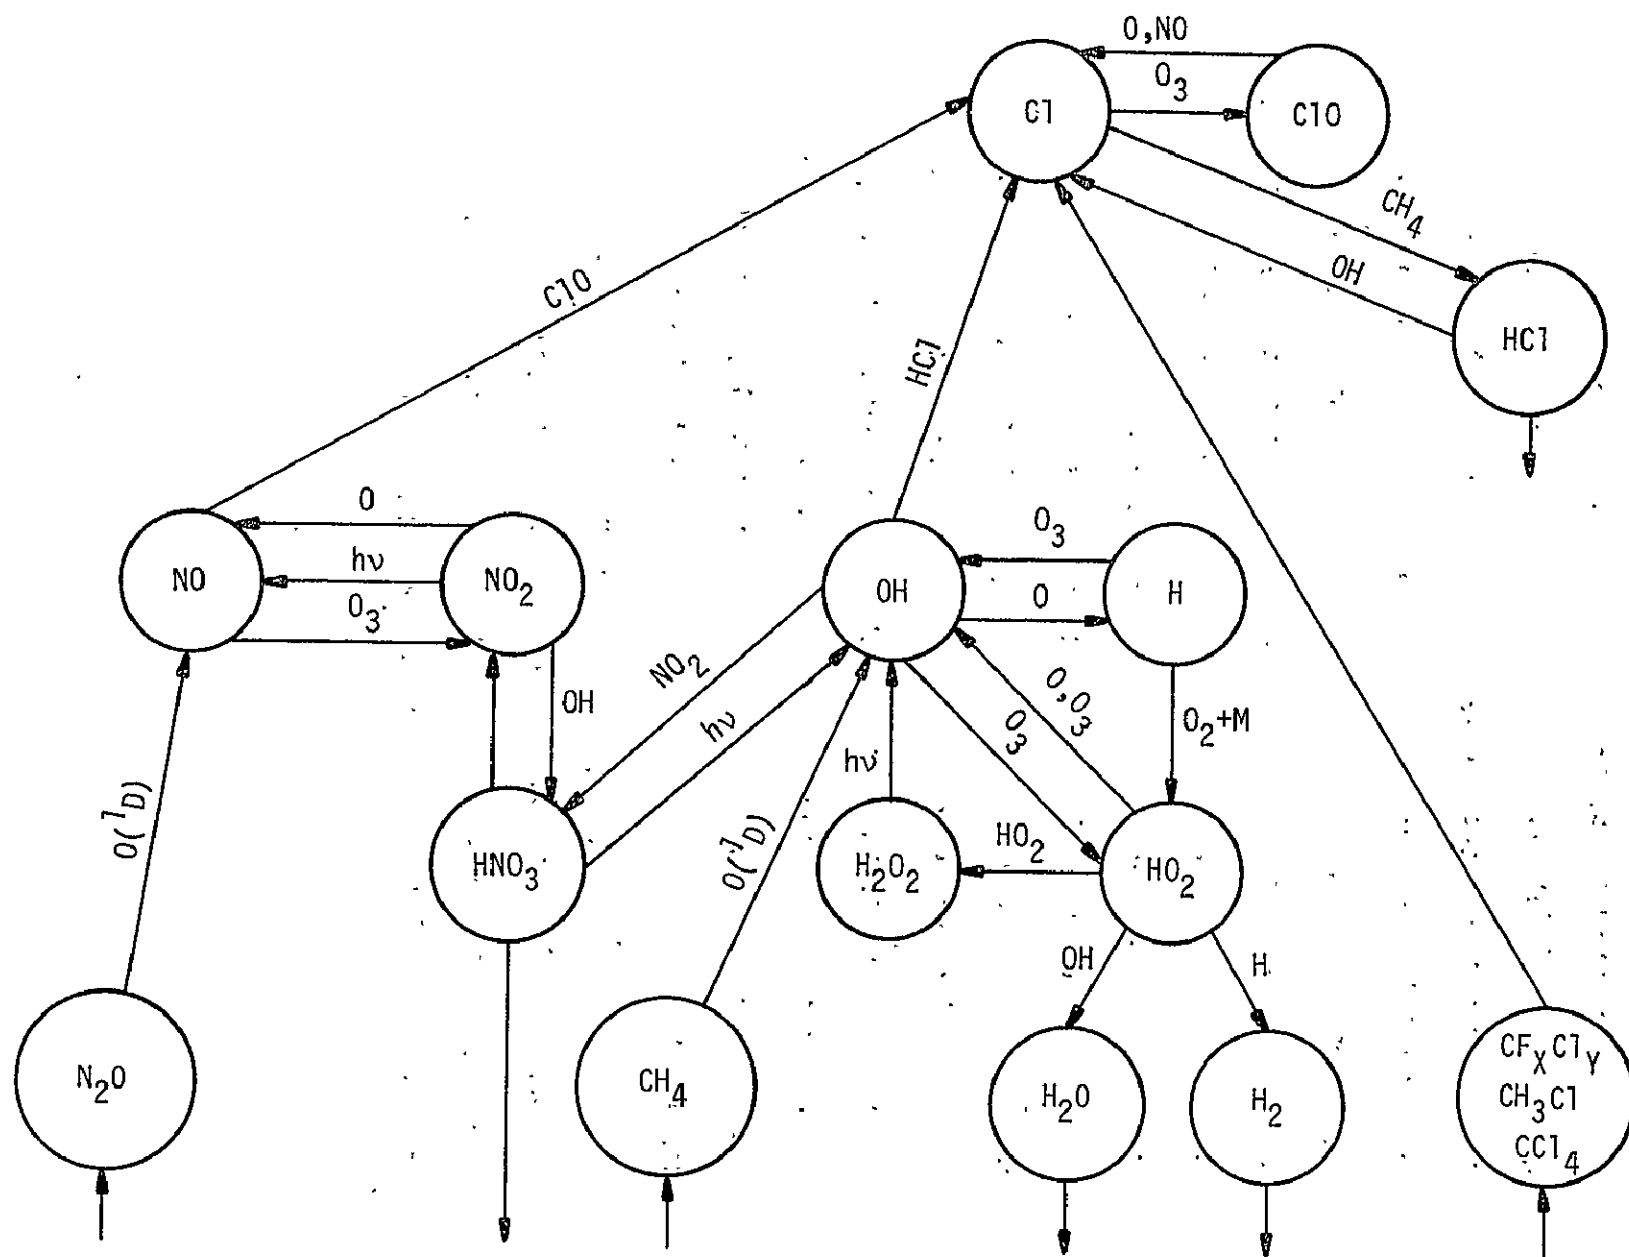 O,NO
O3
Cl
ClO
CH4
OH
HCl
ClO
HCl
O
hν
O3
NO
NO2
OH
O3
O
H
NO2
hν
O,O3
O3
O2+M
OH
hν
O(1D)
HNO3
O(1D)
H2O2
HO2
HO2
OH
H
N2O
CH4
H2O
H2
CFXClY
CH3Cl
CCl4